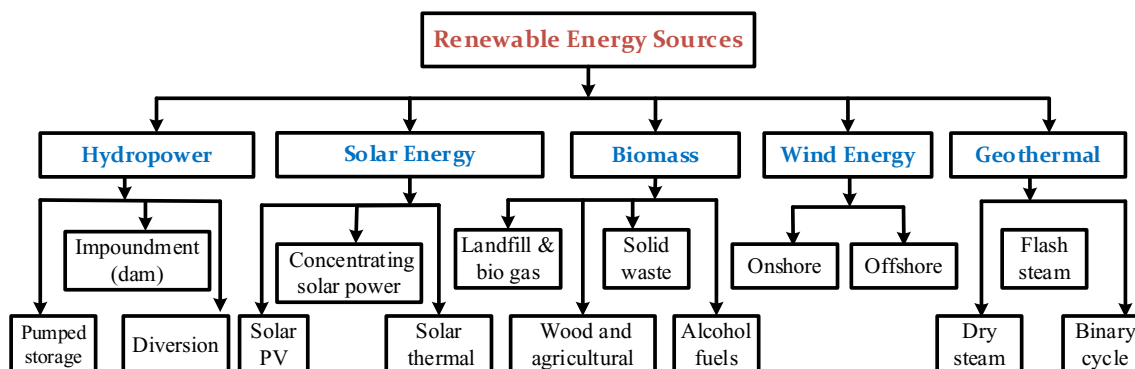 Renewable Energy Sources
Hydropower
Solar Energy
Biomass
Wind Energy
Geothermal
Impoundment
(dam)
Concentrating
solar power
Landfill &
bio gas
Solid
waste
Onshore
Offshore
Flash
steam
Pumped
storage
Diversion
Solar
PV
Solar
thermal
Wood and
agricultural
Alcohol
fuels
Dry
steam
Binary
cycle